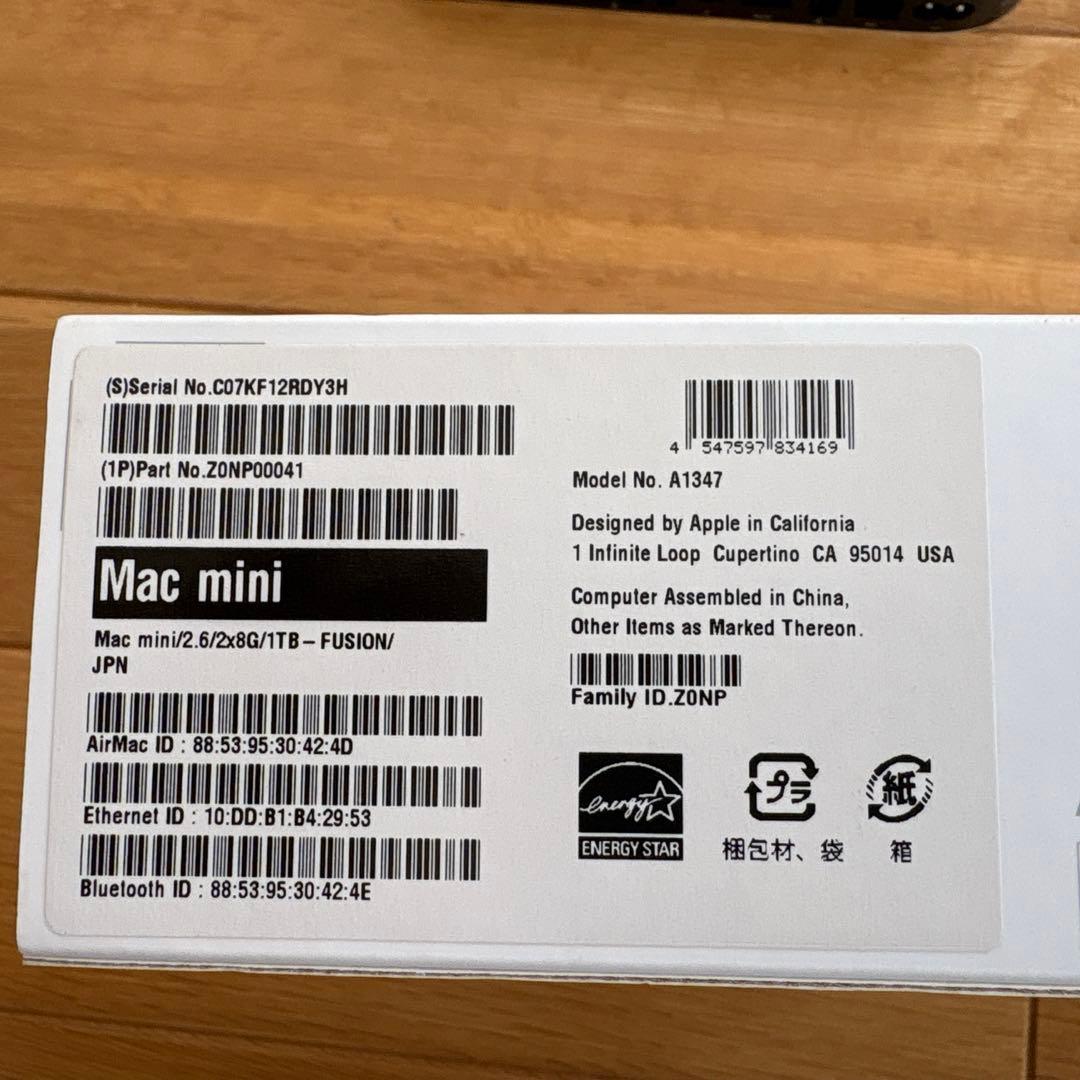 (S)Serial No.C07KF12RDY3H
(1P)Part No.Z0NP00041
Mac mini
Mac mini/2.6/2x8G/1TB–FUSION/
JPN
AirMac ID : 88:53:95:30:42:4D
Ethernet ID : 10:DD:B1:B4:29:53
Bluetooth ID : 88:53:95:30:42:4E
4 547597 834169
Model No. A1347
Designed by Apple in California
1 Infinite Loop Cupertino CA 95014 USA
Computer Assembled in China,
Other Items as Marked Thereon.
Family ID.Z0NP
energy
ENERGY STAR
プラ
梱包材、袋
紙
箱